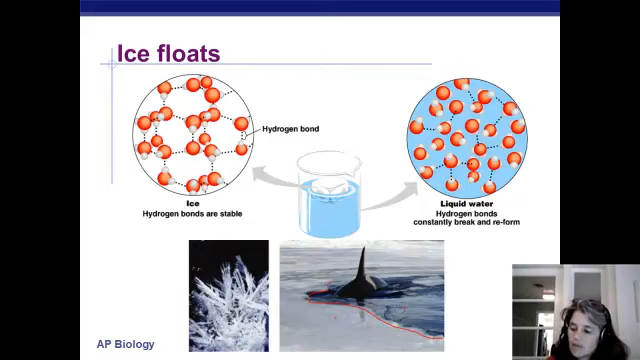 Ice floats
Hydrogen bond
Ice
Hydrogen bonds are stable
Liquid water
Hydrogen bonds
constantly break and re-form
AP Biology